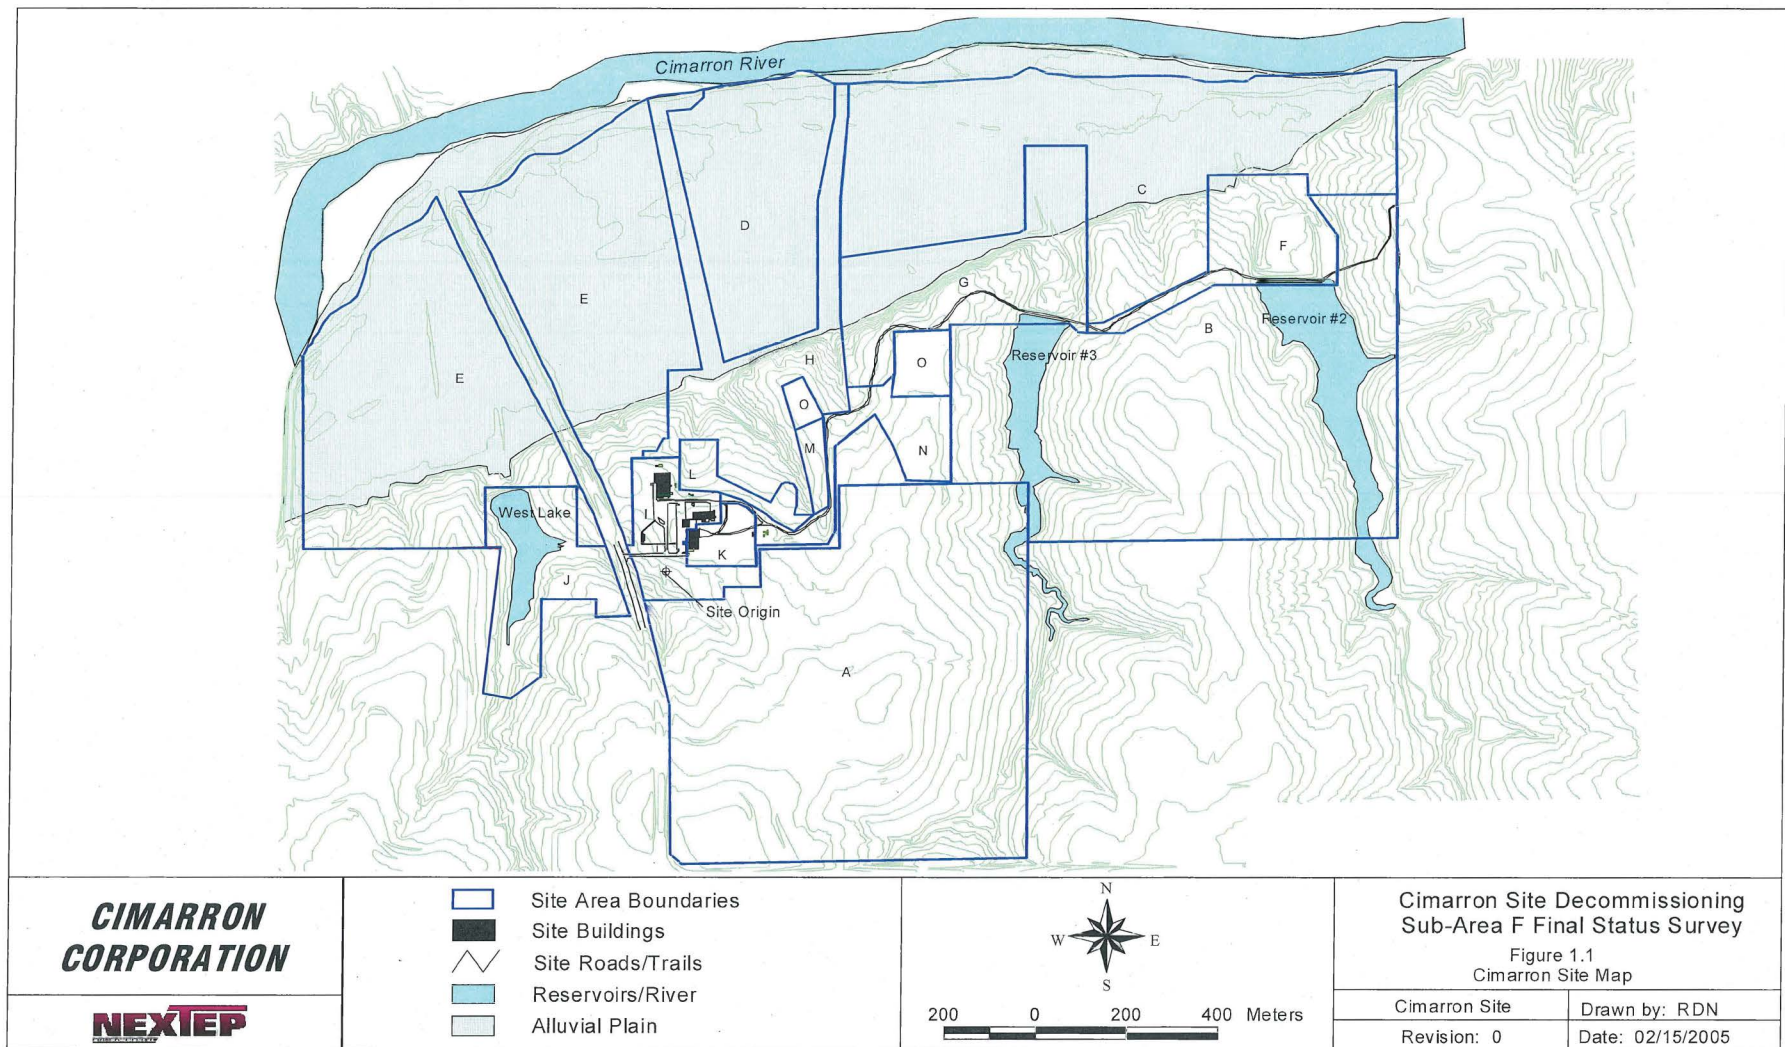 Cimarron River
C
D
F
G
E
Reservoir #2
B
Reservoir #3
H
O
E
O
M
N
L
West Lake
I
K
J
Site Origin
A
CIMARRON
CORPORATION
NEXTEP
Site Area Boundaries
Site Buildings
Site Roads/Trails
Reservoirs/River
Alluvial Plain
N
W
E
S
200 0 200 400 Meters
Cimarron Site Decommissioning
Sub-Area F Final Status Survey
Figure 1.1
Cimarron Site Map
Cimarron Site
Drawn by: RDN
Revision: 0
Date: 02/15/2005